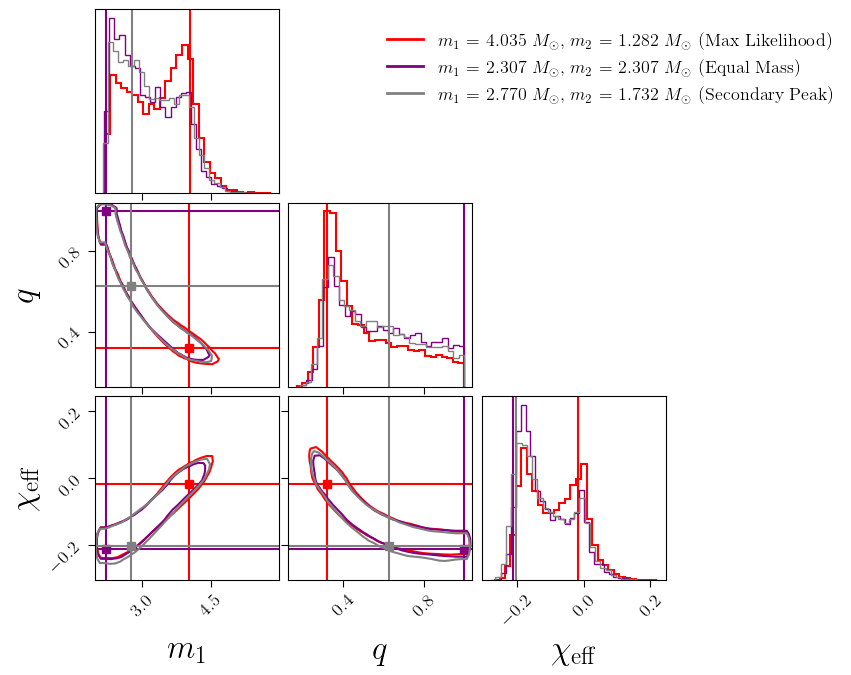 m₁ = 4.035 M⊙, m₂ = 1.282 M⊙ (Max Likelihood)
m₁ = 2.307 M⊙, m₂ = 2.307 M⊙ (Equal Mass)
m₁ = 2.770 M⊙, m₂ = 1.732 M⊙ (Secondary Peak)
0.8
0.4
q
0.2
0.0
−0.2
χeff
3.0 4.5 0.4 0.8 −0.2 0.0 0.2
m₁ q χeff